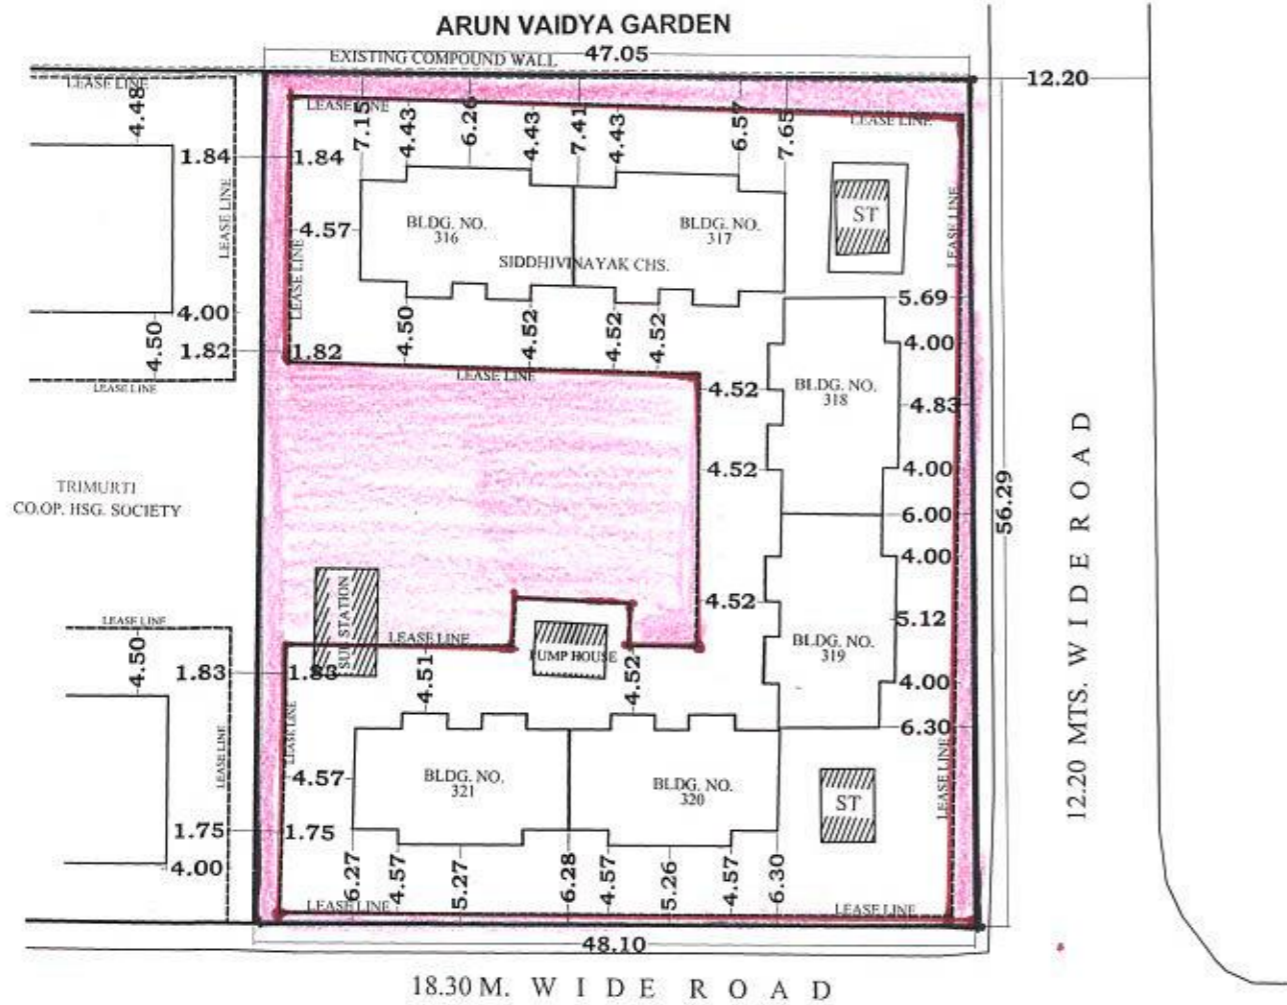 ARUN VAIDYA GARDEN
47.05
EXISTING COMPOUND WALL
12.20
LEASE LINE
LEASE LINE
LEASE LINE
4.48
7.15
4.43
6.26
4.43
7.41
4.43
6.57
7.65
1.84
1.84
LEASE LINE
LEASE LINE
LEASE LINE
4.57
BLDG. NO.
316
BLDG. NO.
317
ST
SIDDHIVINAYAK CHS.
4.00
4.50
1.82
1.82
4.50
4.52
4.52
4.52
5.69
4.00
LEASE LINE
LEASE LINE
4.52
BLDG. NO.
318
4.83
4.52
4.00
6.00
TRIMURTI
CO.OP. HSG. SOCIETY
56.29
12.20 MTS. WIDE ROAD
4.00
4.52
5.12
SUB STATION
LEASE LINE
LEASE LINE
PUMP HOUSE
BLDG. NO.
319
4.50
1.83
1.83
4.51
4.52
4.00
6.30
LEASE LINE
LEASE LINE
LEASE LINE
4.57
BLDG. NO.
321
BLDG. NO.
320
ST
1.75
1.75
4.00
6.27
4.57
5.27
6.28
4.57
5.26
4.57
6.30
LEASE LINE
LEASE LINE
48.10
18.30 M. WIDE ROAD